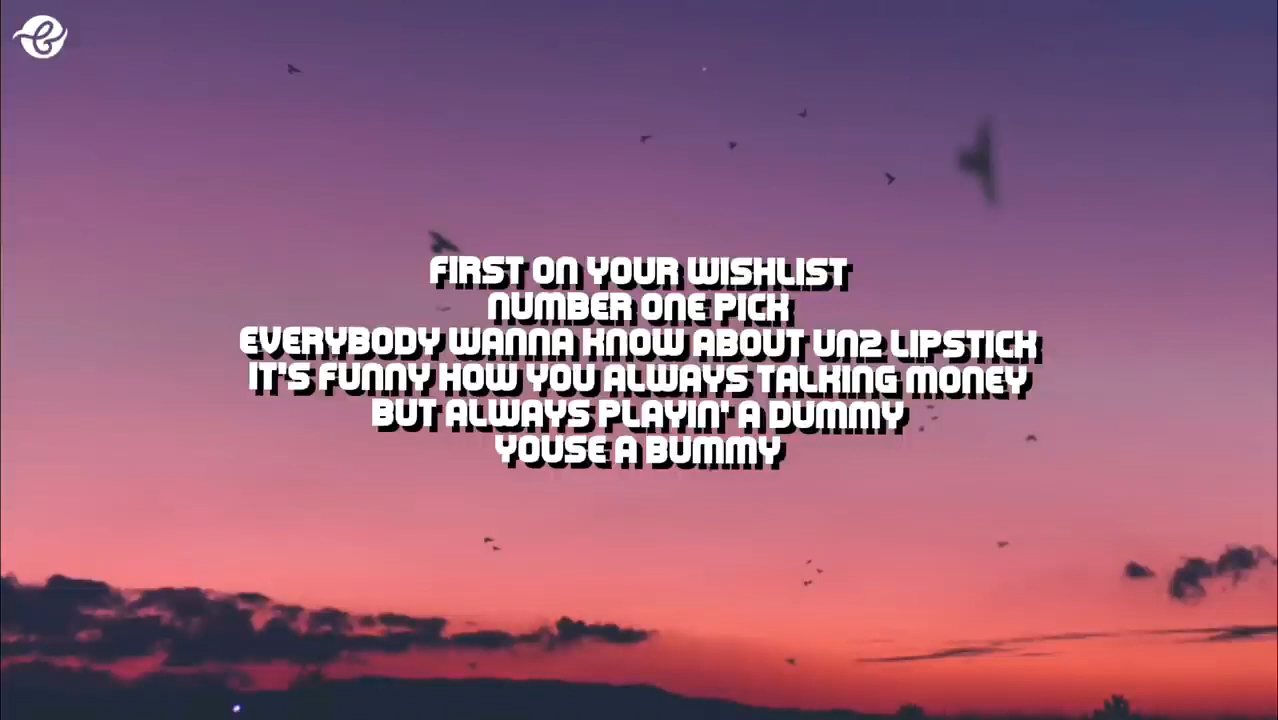 FIRST ON YOUR WISHLIST
NUMBER ONE PICK
EVERYBODY WANNA KNOW ABOUT UN2 LIPSTICK
IT'S FUNNY HOW YOU ALWAYS TALKING MONEY
BUT ALWAYS PLAYIN' A DUMMY
YOUSE A BUMMY